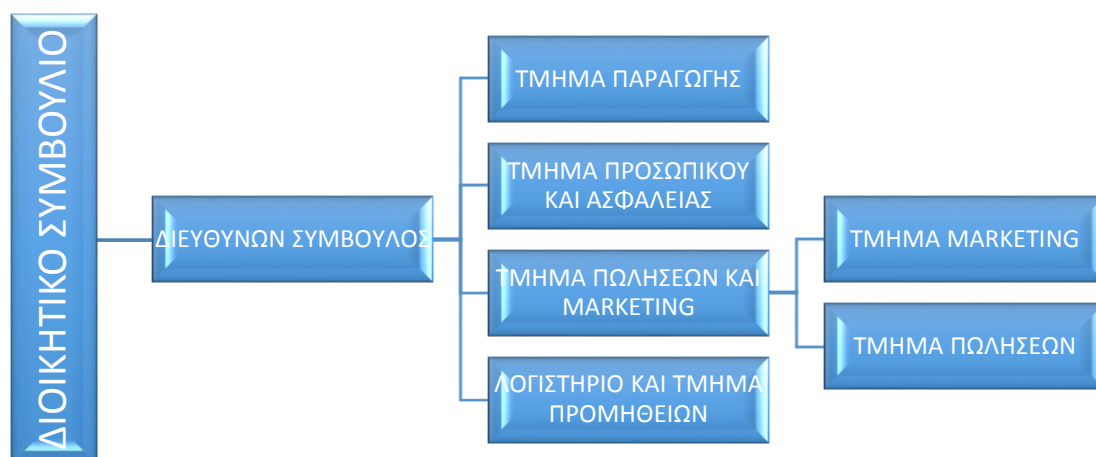 ΔΙΟΙΚΗΤΙΚΟ ΣΥΜΒΟΥΛΙΟ
ΔΙΕΥΘΥΝΩΝ ΣΥΜΒΟΥΛΟΣ
ΤΜΗΜΑ ΠΑΡΑΓΩΓΗΣ
ΤΜΗΜΑ ΠΡΟΣΩΠΙΚΟΥ
ΚΑΙ ΑΣΦΑΛΕΙΑΣ
ΤΜΗΜΑ ΠΩΛΗΣΕΩΝ ΚΑΙ
MARKETING
ΛΟΓΙΣΤΗΡΙΟ ΚΑΙ ΤΜΗΜΑ
ΠΡΟΜΗΘΕΙΩΝ
ΤΜΗΜΑ MARKETING
ΤΜΗΜΑ ΠΩΛΗΣΕΩΝ